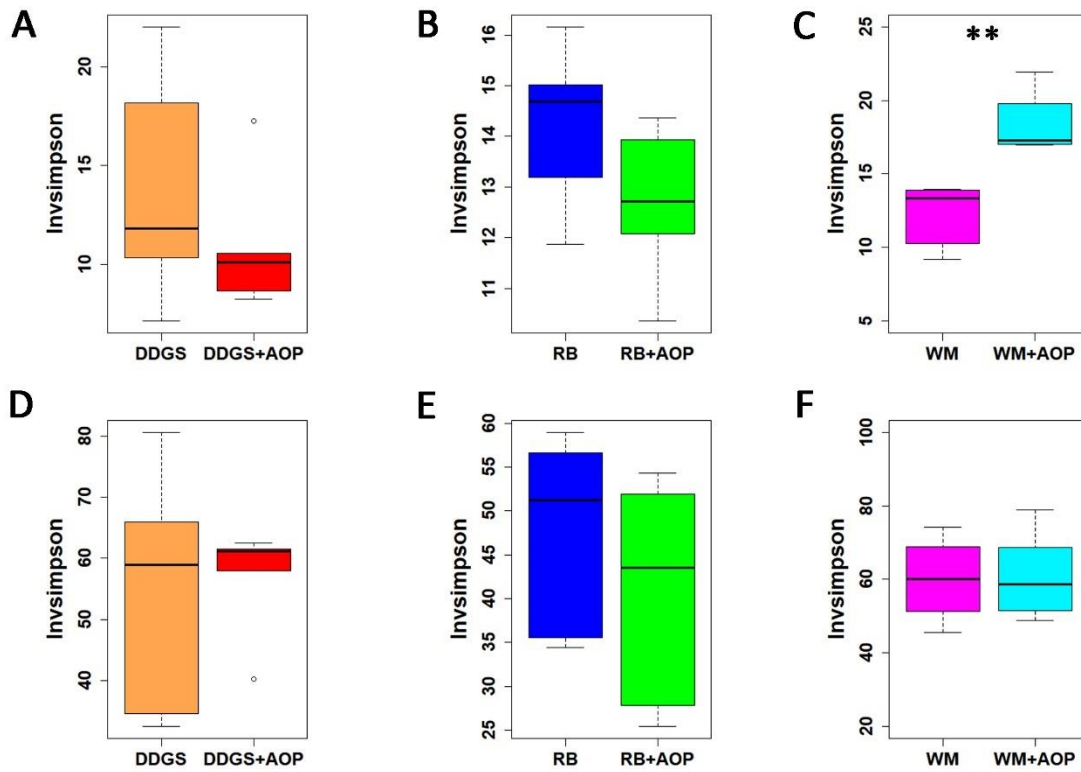 A
Invsimpson
20
15
10
DDGS DDGS+AOP
B
Invsimpson
16
15
14
13
12
11
RB RB+AOP
C
**
Invsimpson
25
20
15
10
5
WM WM+AOP
D
Invsimpson
80
70
60
50
40
DDGS DDGS+AOP
E
Invsimpson
60
55
50
45
40
35
30
25
RB RB+AOP
F
Invsimpson
100
80
60
40
20
WM WM+AOP